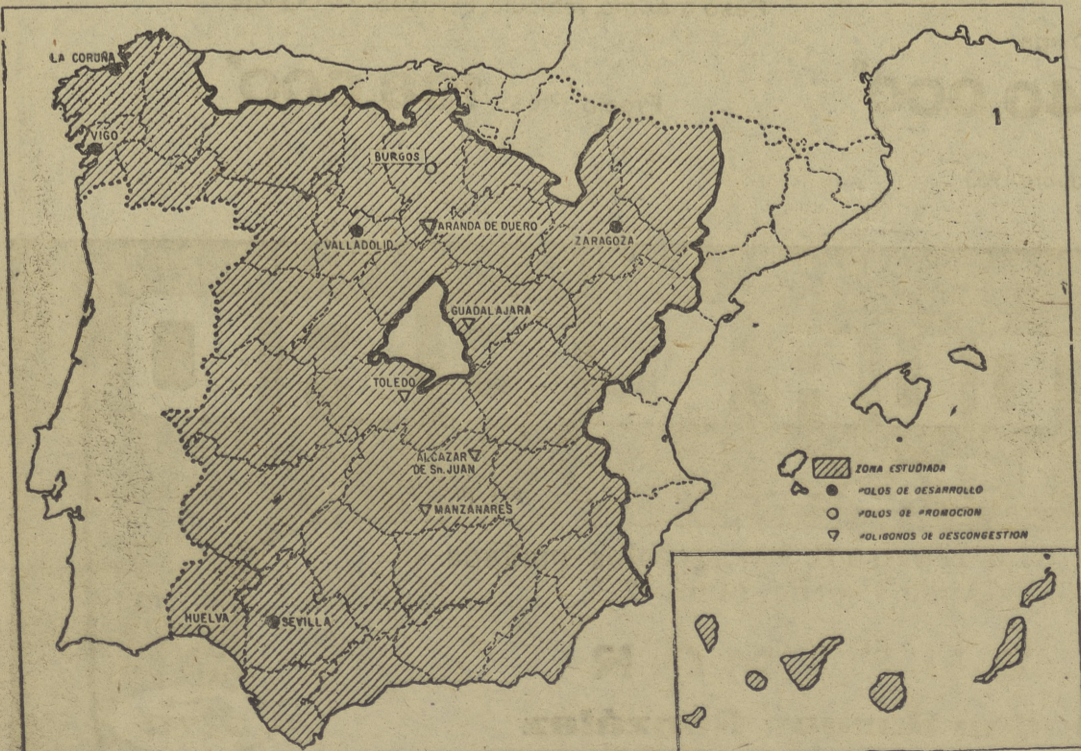 LA CORUÑA
1
VIGO
BURGOS
ARANDA DE DUERO
VALLADOLID
ZARAGOZA
GUADALAJARA
TOLEDO
ALCAZAR
DE Sn. JUAN
MANZANARES
HUELVA
SEVILLA
ZONA ESTUDIADA
POLOS DE DESARROLLO
POLOS DE PROMOCION
POLIGONOS DE DESCONGESTION